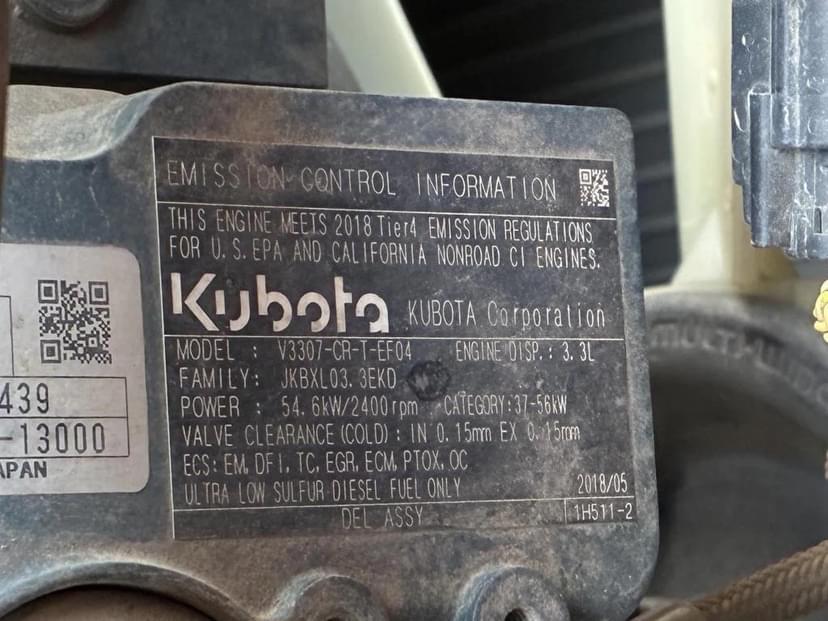 EMISSION CONTROL INFORMATION
THIS ENGINE MEETS 2018 Tier4 EMISSION REGULATIONS
FOR U.S. EPA AND CALIFORNIA NONROAD CI ENGINES.
Kubota KUBOTA Corporation
MODEL : V3307-CR-T-EF04 ENGINE DISP.: 3.3L
FAMILY: JKBXL03.3EKD
POWER : 54.6kW/2400rpm CATEGORY:37-56kW
VALVE CLEARANCE(COLD): IN 0.15mm EX 0.15mm
ECS: EM, DFI, TC, EGR, ECM, PTOX, OC
ULTRA LOW SULFUR DIESEL FUEL ONLY 2018/05
DEL ASSY 1H511-2
439
-13000
APAN